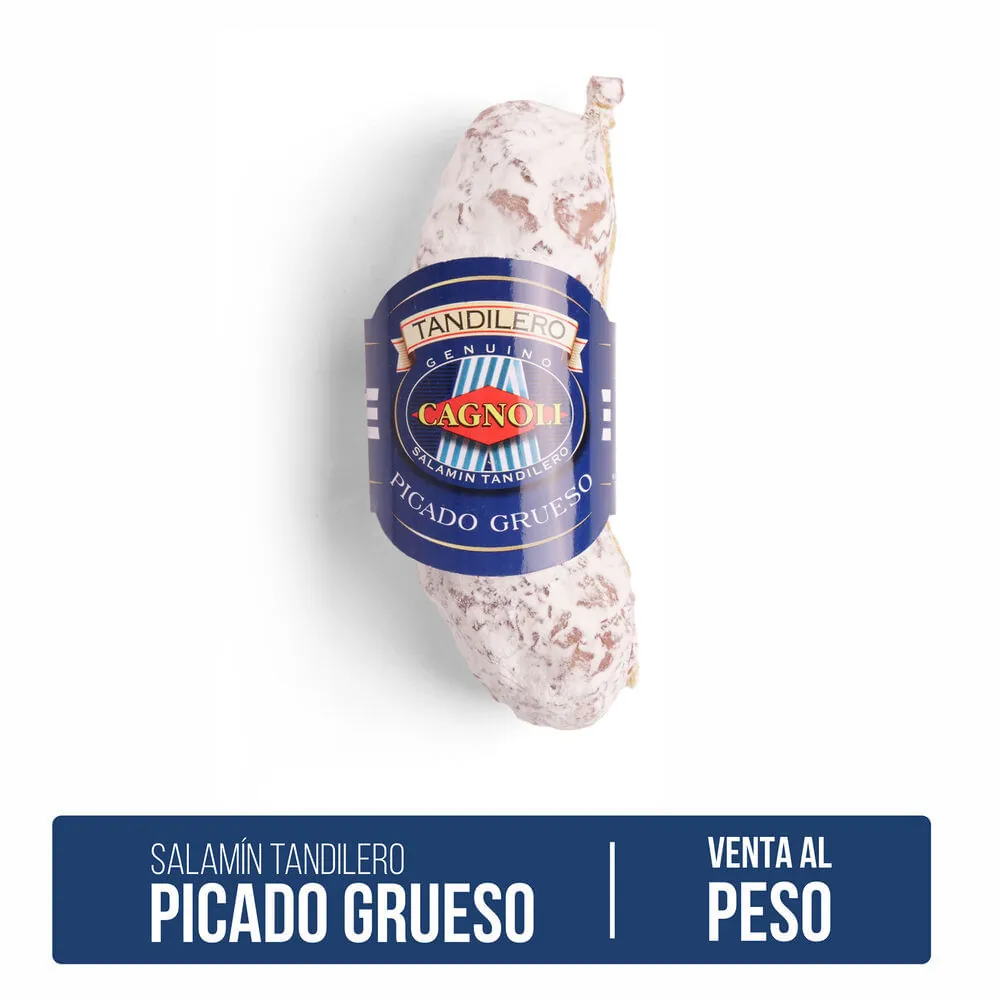 TANDILERO
GENUINO
CAGNOLI
SALAMIN TANDILERO
PICADO GRUESO
SALAMÍN TANDILERO
PICADO GRUESO
VENTA AL
PESO